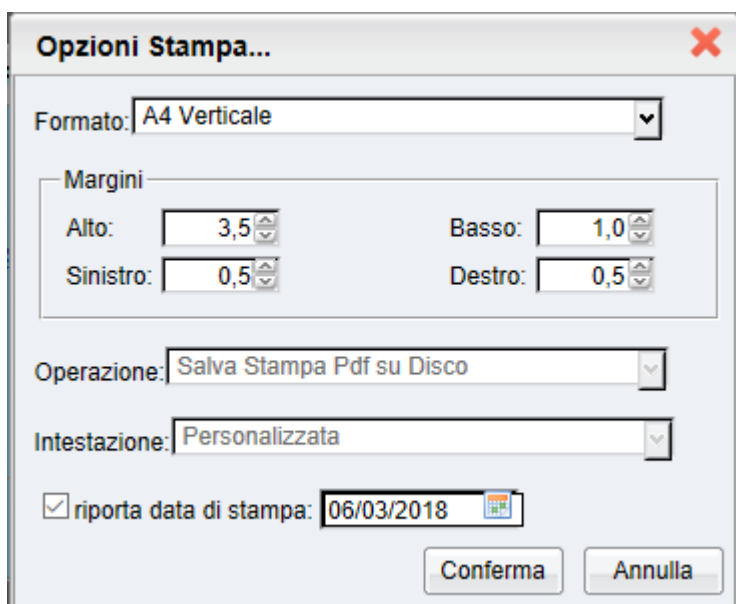 Opzioni Stampa...
Formato: A4 Verticale
Margini
Alto: 3,5 Basso: 1,0
Sinistro: 0,5 Destro: 0,5
Operazione: Salva Stampa Pdf su Disco
Intestazione: Personalizzata
riporta data di stampa: 06/03/2018
Conferma Annulla